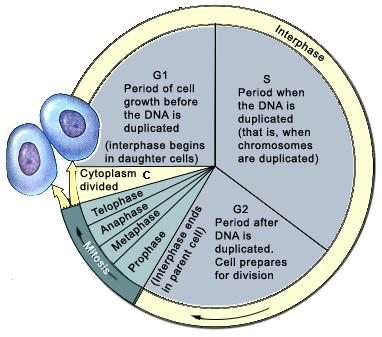 Interphase
G1
Period of cell
growth before
the DNA is
duplicated
(interphase begins
in daughter cells)
S
Period when
the DNA is
duplicated
(that is, when
chromosomes
are duplicated)
G2
Period after
DNA is
duplicated.
Cell prepares
for division
(Interphase ends
in parent cell)
Prophase
Metaphase
Anaphase
Telophase
Mitosis
Cytoplasm C
divided